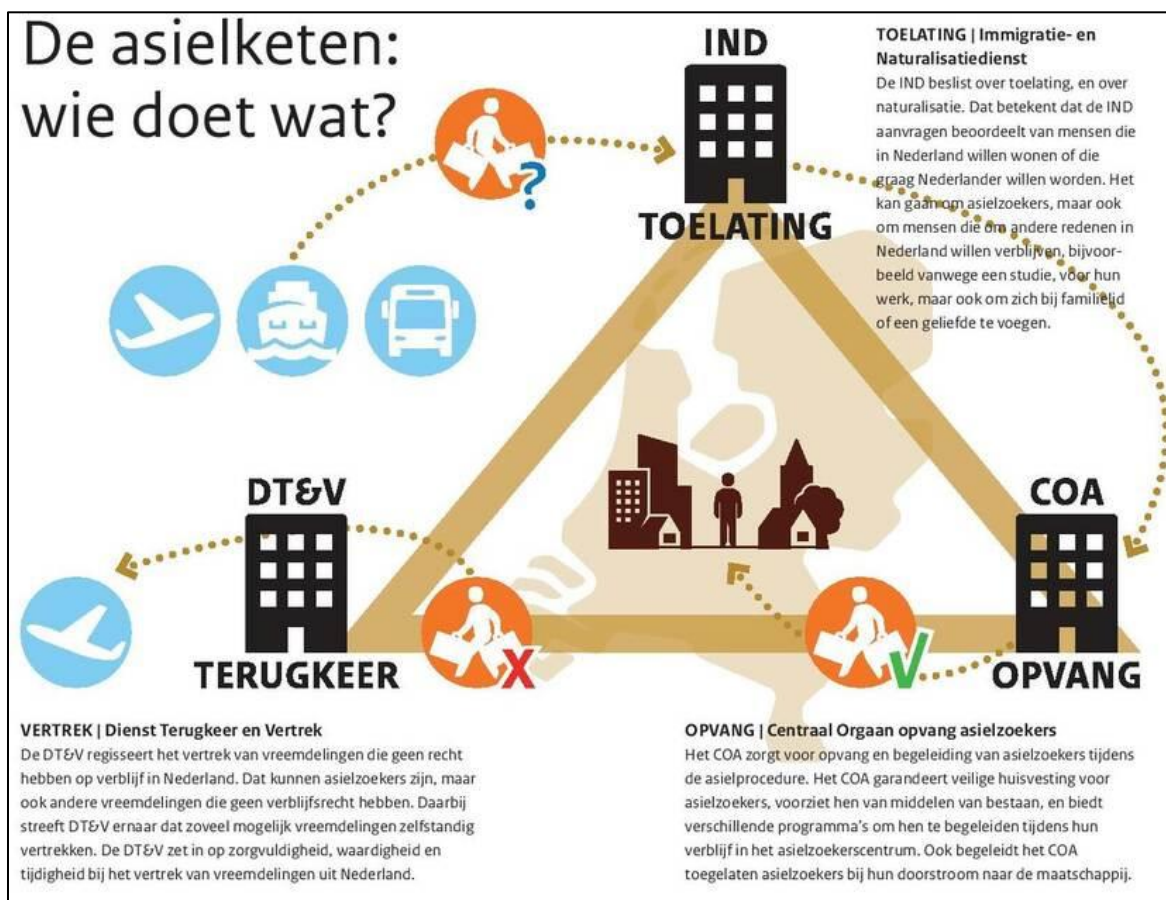 De asielketen:
wie doet wat?
IND
TOELATING
TOELATING | Immigratie- en
Naturalisatiedienst
De IND beslist over toelating, en over
naturalisatie. Dat betekent dat de IND
aanvragen beoordeelt van mensen die
in Nederland willen wonen of die
graag Nederlander willen worden. Het
kan gaan om asielzoekers, maar ook
om mensen die om andere redenen in
Nederland willen verblijven, bijvoor-
beeld vanwege een studie, voor hun
werk, maar ook om zich bij familielid
of een geliefde te voegen.
?
DT&V
TERUGKEER
X
COA
OPVANG
V
VERTREK | Dienst Terugkeer en Vertrek
De DT&V regisseert het vertrek van vreemdelingen die geen recht
hebben op verblijf in Nederland. Dat kunnen asielzoekers zijn, maar
ook andere vreemdelingen die geen verblijfsrecht hebben. Daarbij
streeft DT&V ernaar dat zoveel mogelijk vreemdelingen zelfstandig
vertrekken. De DT&V zet in op zorgvuldigheid, waardigheid en
tijdigheid bij het vertrek van vreemdelingen uit Nederland.
OPVANG | Centraal Orgaan opvang asielzoekers
Het COA zorgt voor opvang en begeleiding van asielzoekers tijdens
de asielprocedure. Het COA garandeert veilige huisvesting voor
asielzoekers, voorziet hen van middelen van bestaan, en biedt
verschillende programma's om hen te begeleiden tijdens hun
verblijf in het asielzoekerscentrum. Ook begeleidt het COA
toegelaten asielzoekers bij hun doorstroom naar de maatschappij.